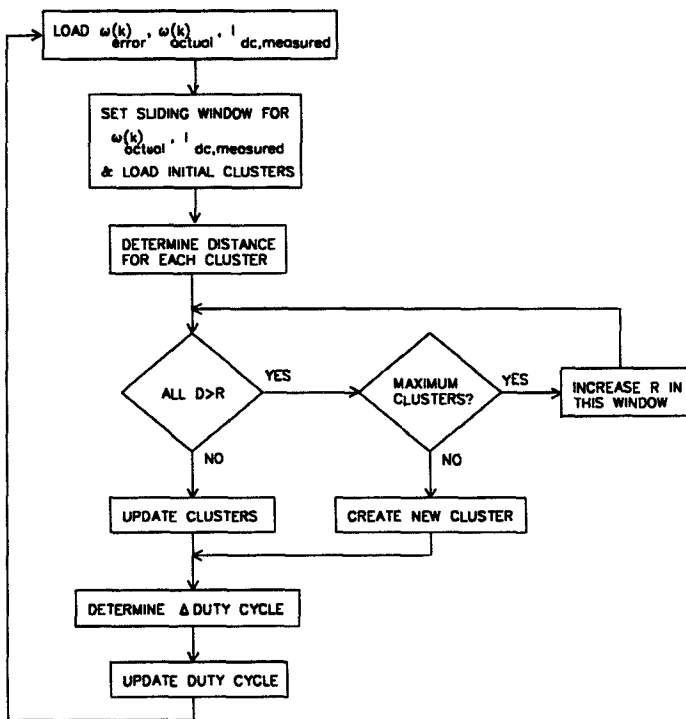 LOAD ω(k) error , ω(k) actual , I dc,measured
SET SLIDING WINDOW FOR
ω(k) actual , I dc,measured
& LOAD INITIAL CLUSTERS
DETERMINE DISTANCE
FOR EACH CLUSTER
ALL D>R
YES
MAXIMUM
CLUSTERS?
YES
INCREASE R IN
THIS WINDOW
NO
NO
UPDATE CLUSTERS
CREATE NEW CLUSTER
DETERMINE Δ DUTY CYCLE
UPDATE DUTY CYCLE